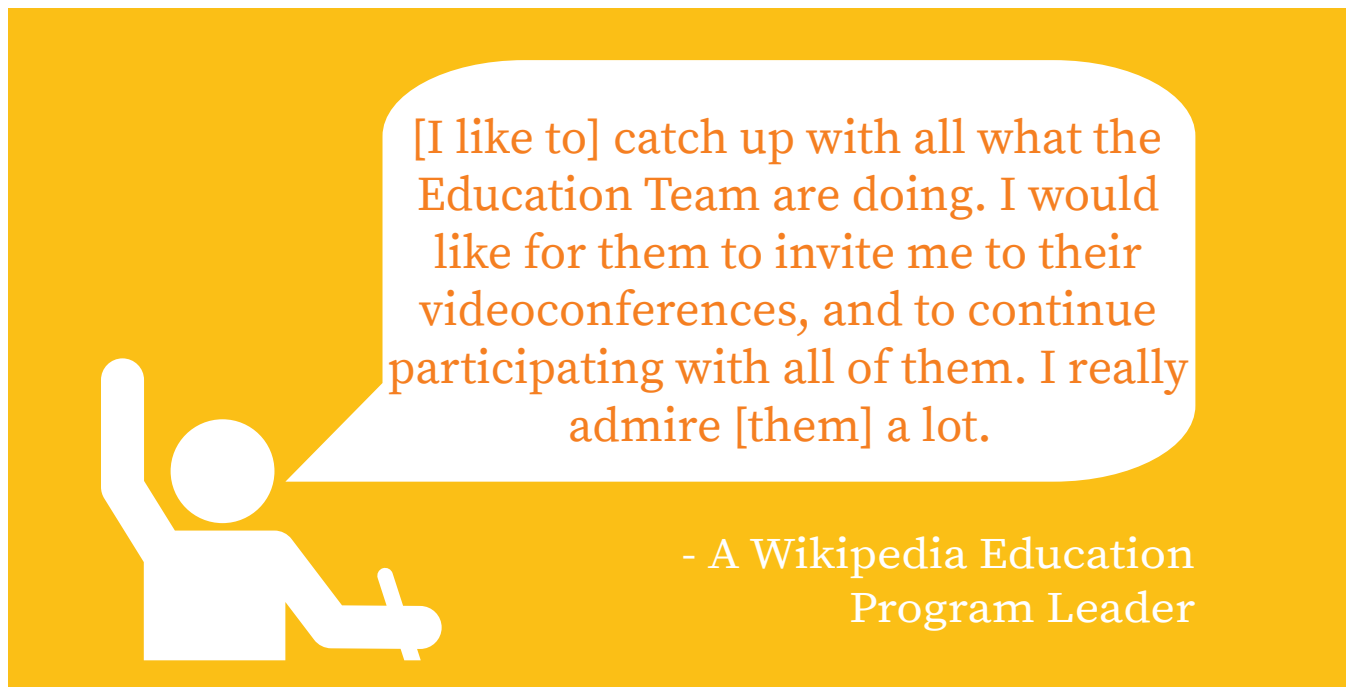 [I like to] catch up with all what the
Education Team are doing. I would
like for them to invite me to their
videoconferences, and to continue
participating with all of them. I really
admire [them] a lot.
- A Wikipedia Education
Program Leader